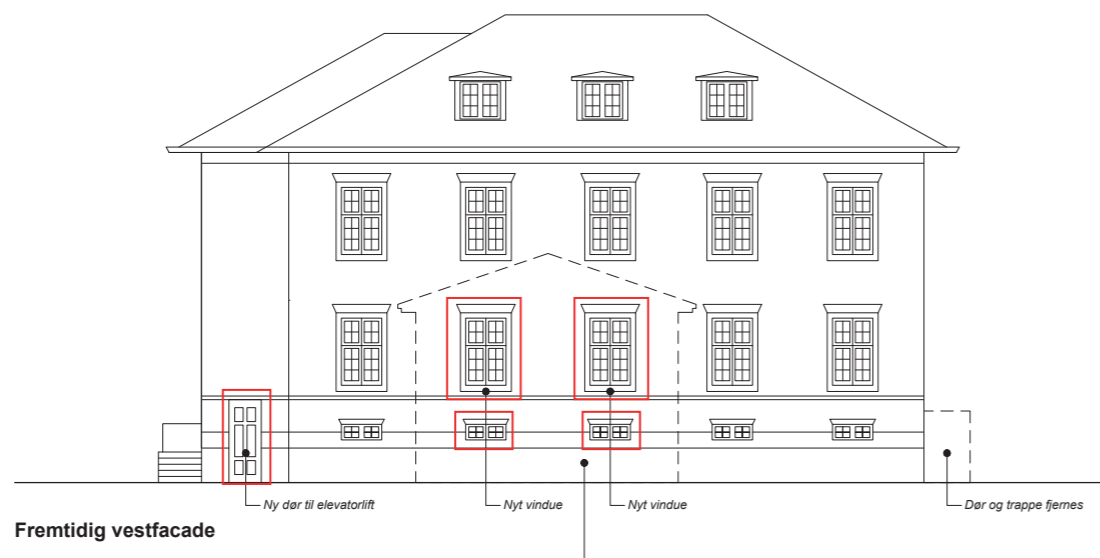 Ny dør til elevatorlift
Nyt vindue
Nyt vindue
Dør og trappe fjernes
Fremtidig vestfacade